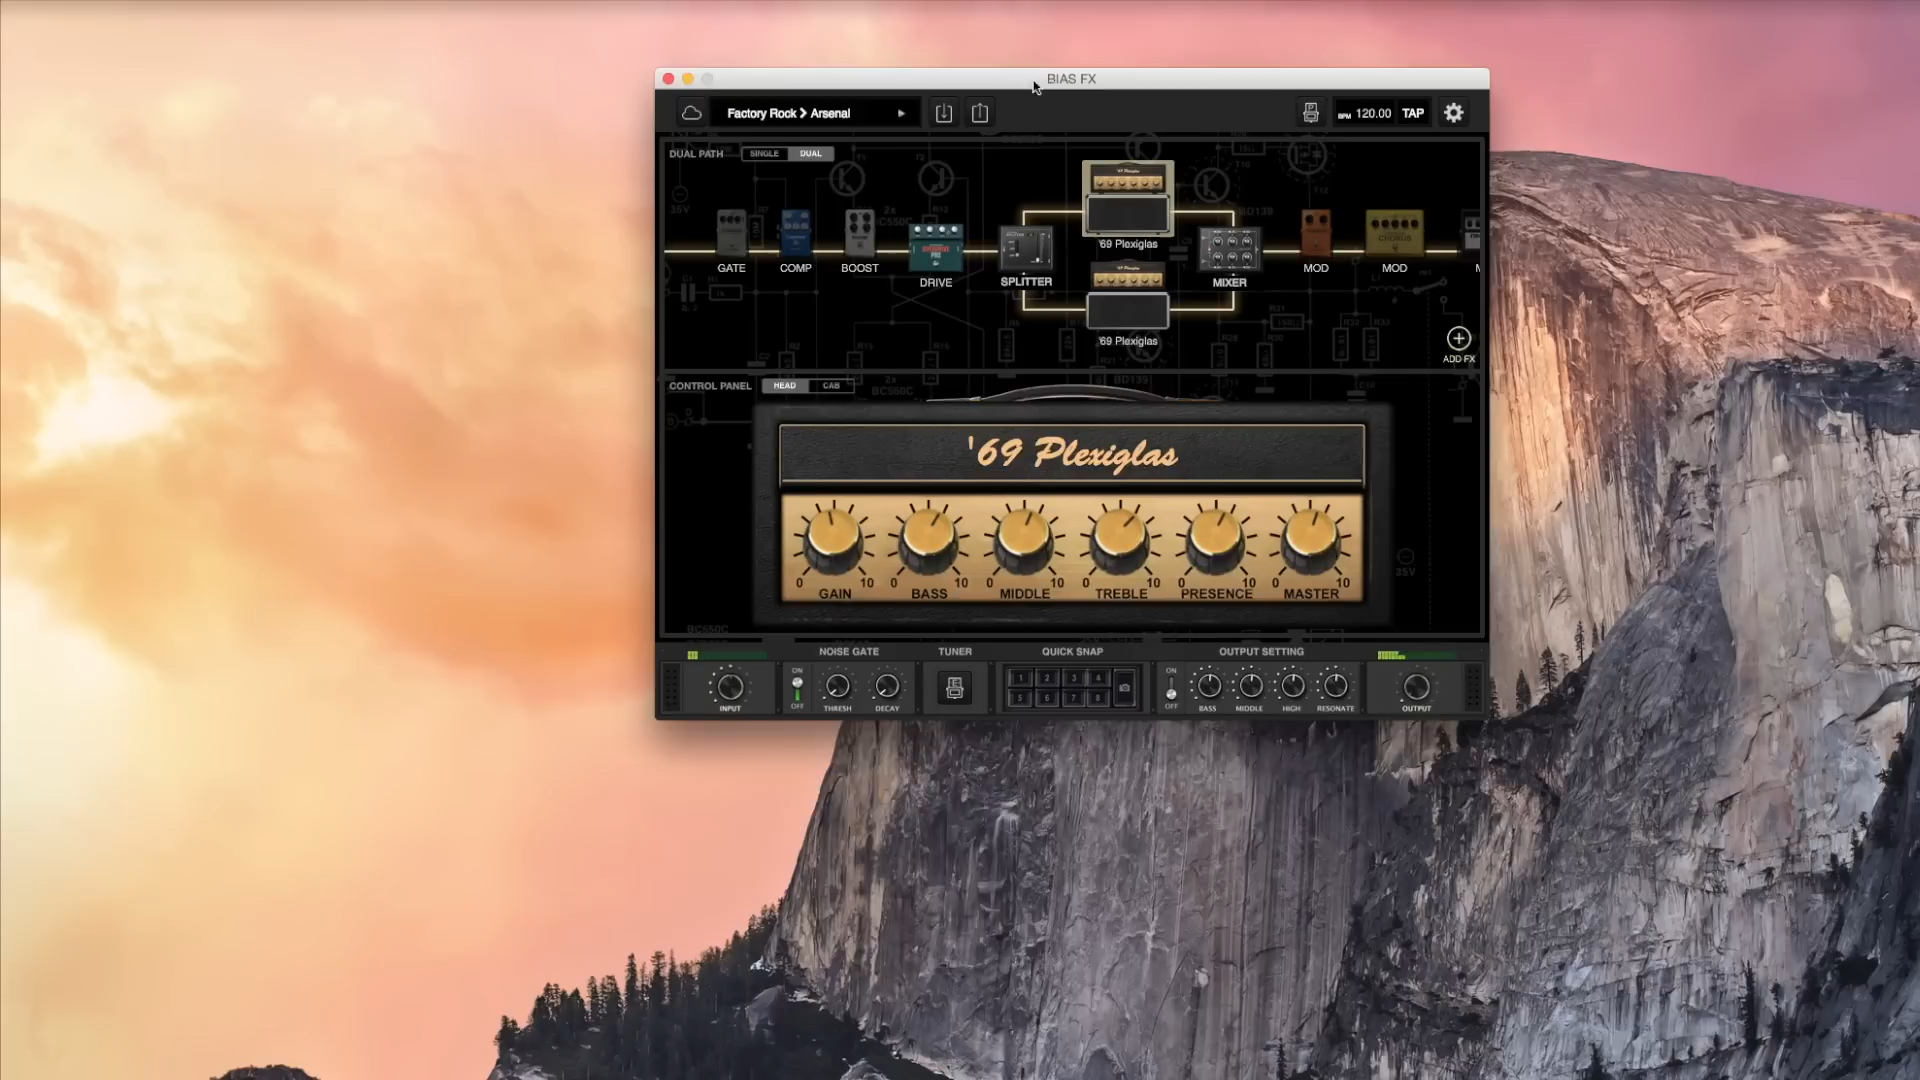 BIAS FX
Factory Rock > Arsenal
BPM 120.00 TAP
DUAL PATH SINGLE DUAL
GATE COMP BOOST DRIVE SPLITTER '69 Plexiglas MIXER MOD MOD
'69 Plexiglas
ADD FX
CONTROL PANEL HEAD CAB
'69 Plexiglas
0 10 0 10 0 10 0 10 0 10 0 10
GAIN BASS MIDDLE TREBLE PRESENCE MASTER
NOISE GATE TUNER QUICK SNAP OUTPUT SETTING
ON ON
1 2 3 4
5 6 7 8
OFF OFF
INPUT THRESH DECAY BASS MIDDLE HIGH RESONATE OUTPUT